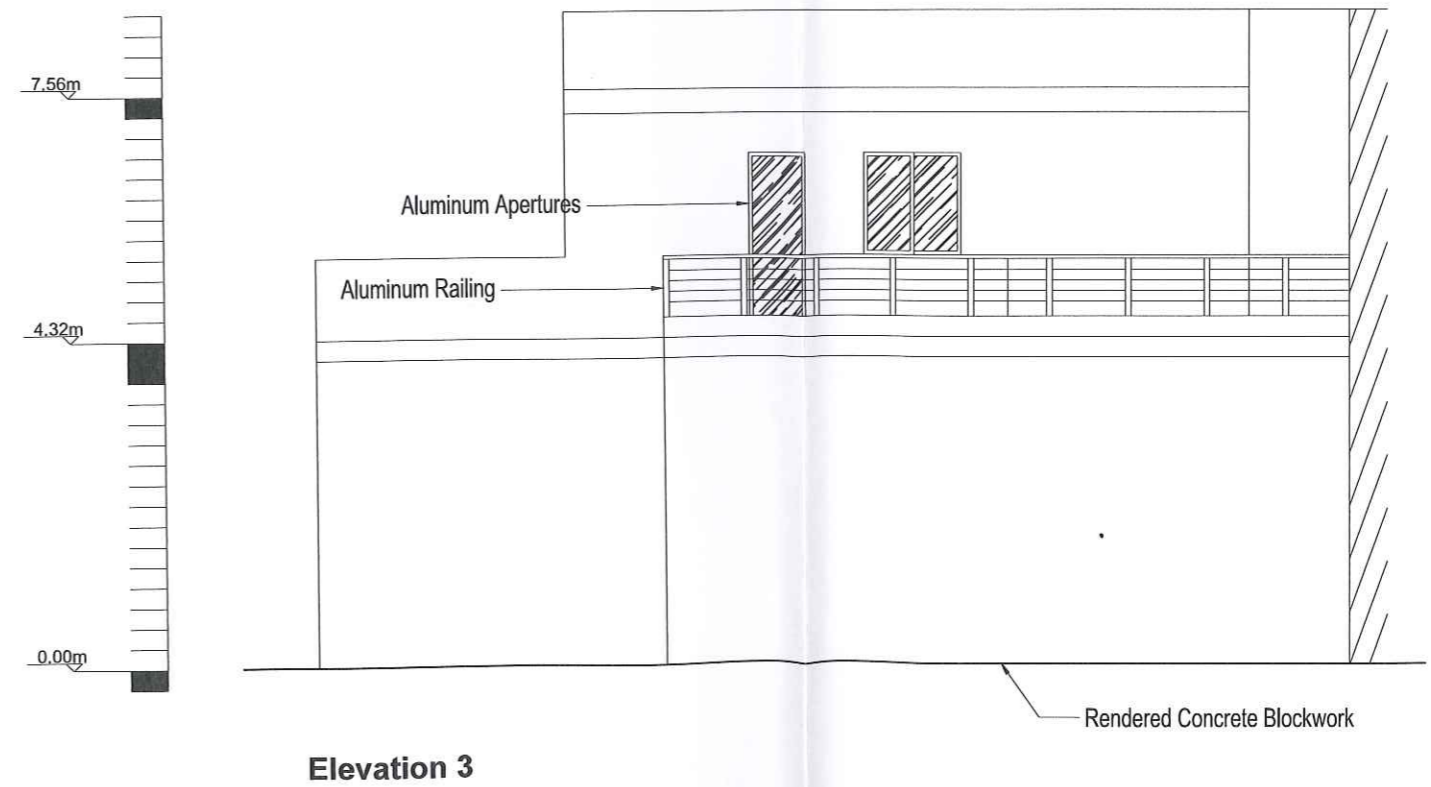 7.56m
Aluminum Apertures
Aluminum Railing
4.32m
0.00m
Rendered Concrete Blockwork
Elevation 3